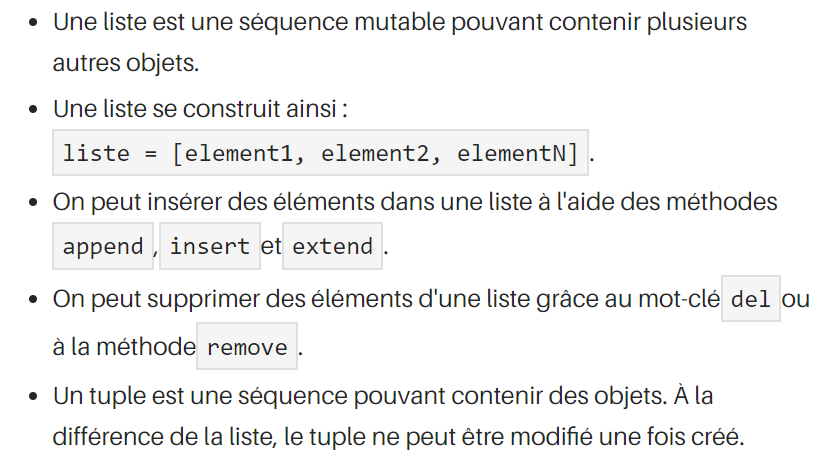 • Une liste est une séquence mutable pouvant contenir plusieurs
autres objets.
• Une liste se construit ainsi :
liste = [element1, element2, elementN] .
• On peut insérer des éléments dans une liste à l'aide des méthodes
append , insert et extend .
• On peut supprimer des éléments d'une liste grâce au mot-clé del ou
à la méthode remove .
• Un tuple est une séquence pouvant contenir des objets. À la
différence de la liste, le tuple ne peut être modifié une fois créé.